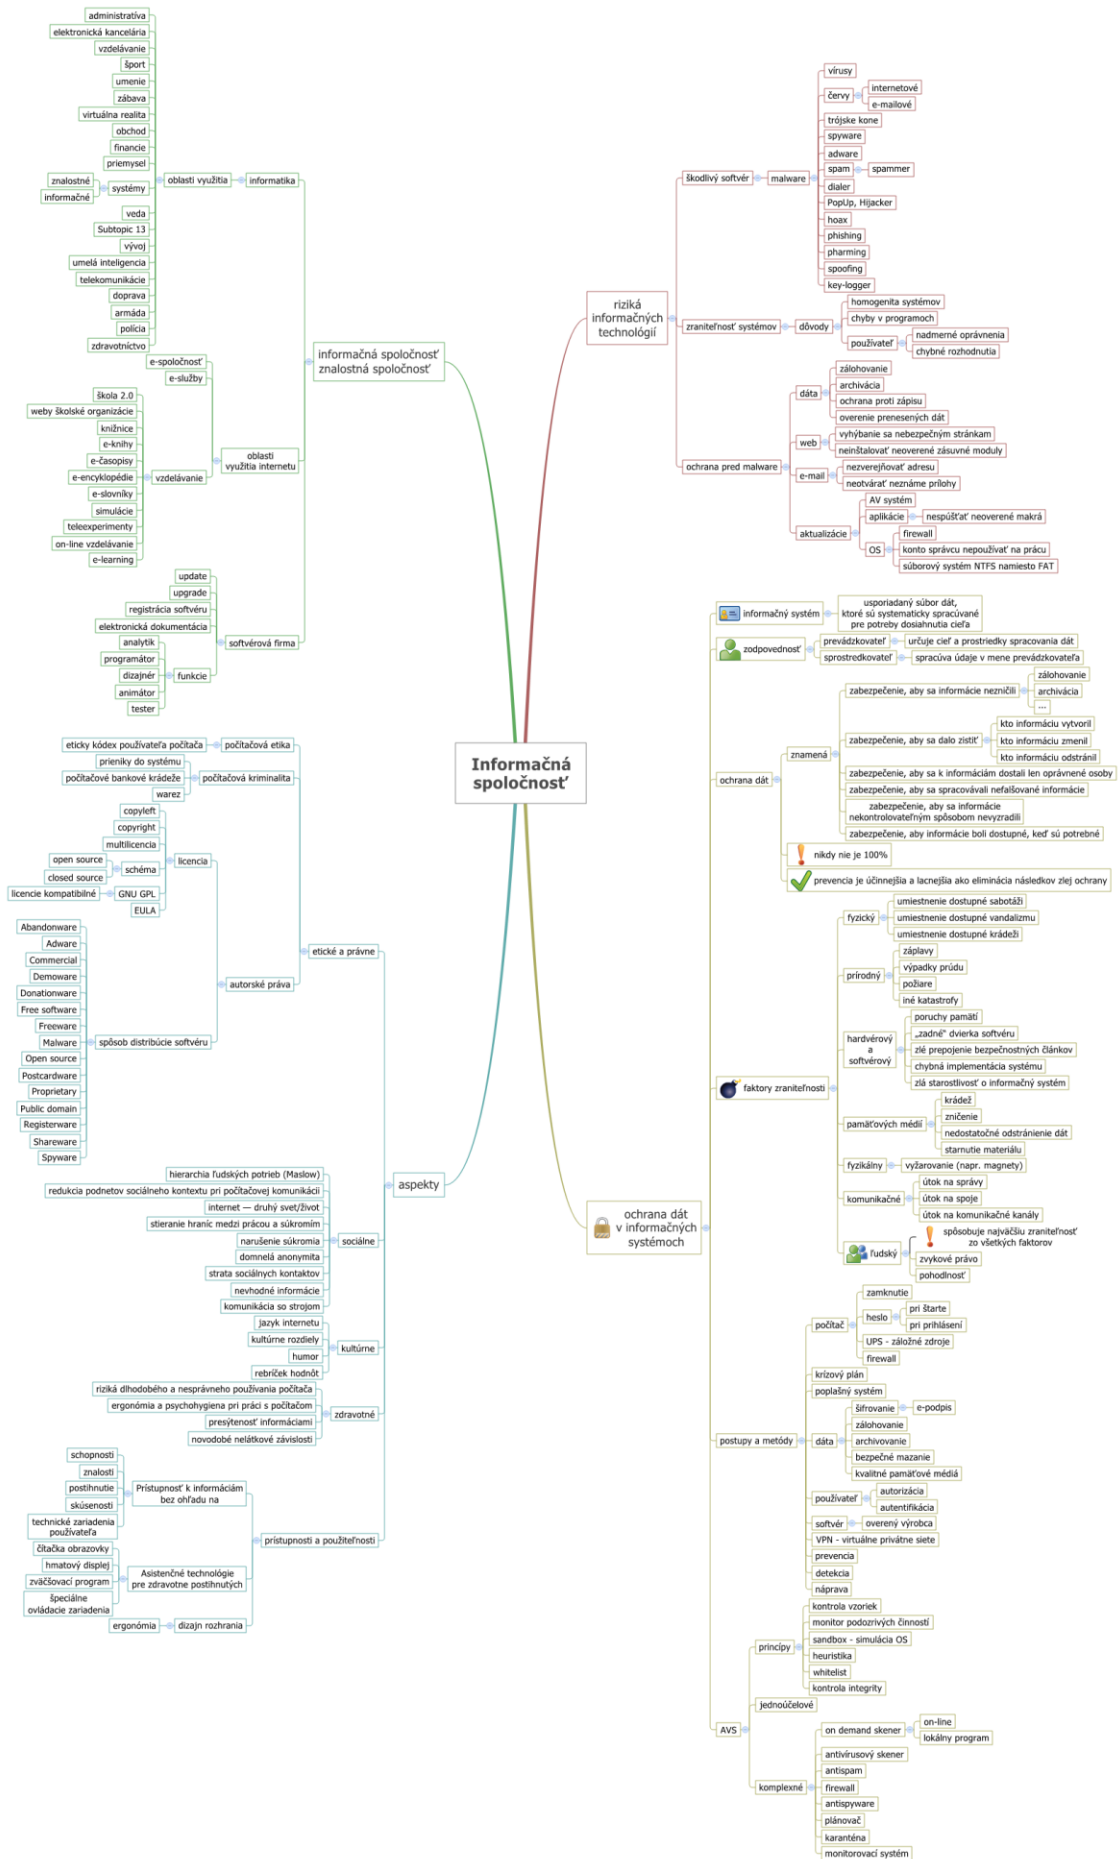 Informačná
spoločnosť
informačná spoločnosť
znalostná spoločnosť
informatika
oblasti využitia
administratíva
elektronická kancelária
vzdelávanie
šport
umenie
zábava
virtuálna realita
obchod
financie
priemysel
systémy
znalostné
informačné
veda
Subtopic 13
vývoj
umelá inteligencia
telekomunikácie
doprava
armáda
polícia
zdravotníctvo
oblasti
využitia internetu
e-spoločnosť
e-služby
vzdelávanie
škola 2.0
weby školské organizácie
knižnice
e-knihy
e-časopisy
e-encyklopédie
e-slovníky
simulácie
teleexperimenty
on-line vzdelávanie
e-learning
softvérová firma
update
upgrade
registrácia softvéru
elektronická dokumentácia
funkcie
analytik
programátor
dizajnér
animátor
tester
aspekty
etické a právne
počítačová etika
eticky kódex používateľa počítača
počítačová kriminalita
prieniky do systému
počítačové bankové krádeže
warez
autorské práva
licencia
copyleft
copyright
multilicencia
schéma
open source
closed source
GNU GPL
licencie kompatibilné
EULA
spôsob distribúcie softvéru
Abandonware
Adware
Commercial
Demoware
Donationware
Free software
Freeware
Malware
Open source
Postcardware
Proprietary
Public domain
Registerware
Shareware
Spyware
sociálne
hierarchia ľudských potrieb (Maslow)
redukcia podnetov sociálneho kontextu pri počítačovej komunikácii
internet — druhý svet/život
stieranie hraníc medzi prácou a súkromím
narušenie súkromia
domnelá anonymita
strata sociálnych kontaktov
nevhodné informácie
komunikácia so strojom
kultúrne
jazyk internetu
kultúrne rozdiely
humor
rebríček hodnôt
zdravotné
riziká dlhodobého a nesprávneho používania počítača
ergonómia a psychohygiena pri práci s počítačom
presýtenosť informáciami
novodobé nelátkové závislosti
prístupnosti a použiteľnosti
Prístupnosť k informáciám
bez ohľadu na
schopnosti
znalosti
postihnutie
skúsenosti
technické zariadenia
používateľa
Asistenčné technológie
pre zdravotne postihnutých
čítačka obrazovky
hmatový displej
zväčšovací program
špeciálne
ovládacie zariadenia
dizajn rozhrania
ergonómia
riziká
informačných
technológií
škodlivý softvér
malware
vírusy
červy
internetové
e-mailové
trójske kone
spyware
adware
spam
spammer
dialer
PopUp, Hijacker
hoax
phishing
pharming
spoofing
key-logger
zraniteľnosť systémov
dôvody
homogenita systémov
chyby v programoch
používateľ
nadmerné oprávnenia
chybné rozhodnutia
ochrana pred malware
dáta
zálohovanie
archivácia
ochrana proti zápisu
overenie prenesených dát
web
vyhýbanie sa nebezpečným stránkam
neinštalovať neoverené zásuvné moduly
e-mail
nezverejňovať adresu
neotvárať neznáme prílohy
aktualizácie
AV systém
aplikácie
nespúšťať neoverené makrá
OS
firewall
konto správcu nepoužívať na prácu
súborový systém NTFS namiesto FAT
ochrana dát
v informačných
systémoch
informačný systém
usporiadaný súbor dát,
ktoré sú systematicky spracúvané
pre potreby dosiahnutia cieľa
zodpovednosť
prevádzkovateľ
určuje cieľ a prostriedky spracovania dát
sprostredkovateľ
spracúva údaje v mene prevádzkovateľa
ochrana dát
znamená
zabezpečenie, aby sa informácie nezničili
zálohovanie
archivácia
...
zabezpečenie, aby sa dalo zistiť
kto informáciu vytvoril
kto informáciu zmenil
kto informáciu odstránil
zabezpečenie, aby sa k informáciám dostali len oprávnené osoby
zabezpečenie, aby sa spracovávali nefalšované informácie
zabezpečenie, aby sa informácie
nekontrolovateľným spôsobom nevyzradili
zabezpečenie, aby informácie boli dostupné, keď sú potrebné
nikdy nie je 100%
prevencia je účinnejšia a lacnejšia ako eliminácia následkov zlej ochrany
faktory zraniteľnosti
fyzický
umiestnenie dostupné sabotáži
umiestnenie dostupné vandalizmu
umiestnenie dostupné krádeži
prírodný
záplavy
výpadky prúdu
požiare
iné katastrofy
hardvérový
a
softvérový
poruchy pamätí
„zadné" dvierka softvéru
zlé prepojenie bezpečnostných článkov
chybná implementácia systému
zlá starostlivosť o informačný systém
pamäťových médií
krádež
zničenie
nedostatočné odstránienie dát
starnutie materiálu
fyzikálny
vyžarovanie (napr. magnety)
komunikačné
útok na správy
útok na spoje
útok na komunikačné kanály
ľudský
spôsobuje najväčšiu zraniteľnosť
zo všetkých faktorov
zvykové právo
pohodlnosť
postupy a metódy
počítač
zamknutie
heslo
pri štarte
pri prihlásení
UPS - záložné zdroje
firewall
krízový plán
poplašný systém
dáta
šifrovanie
e-podpis
zálohovanie
archivovanie
bezpečné mazanie
kvalitné pamäťové médiá
používateľ
autorizácia
autentifikácia
softvér
overený výrobca
VPN - virtuálne privátne siete
prevencia
detekcia
náprava
AVS
princípy
kontrola vzoriek
monitor podozrivých činností
sandbox - simulácia OS
heuristika
whitelist
kontrola integrity
jednoúčelové
komplexné
on demand skener
on-line
lokálny program
antivírusový skener
antispam
firewall
antispyware
plánovač
karanténa
monitorovací systém